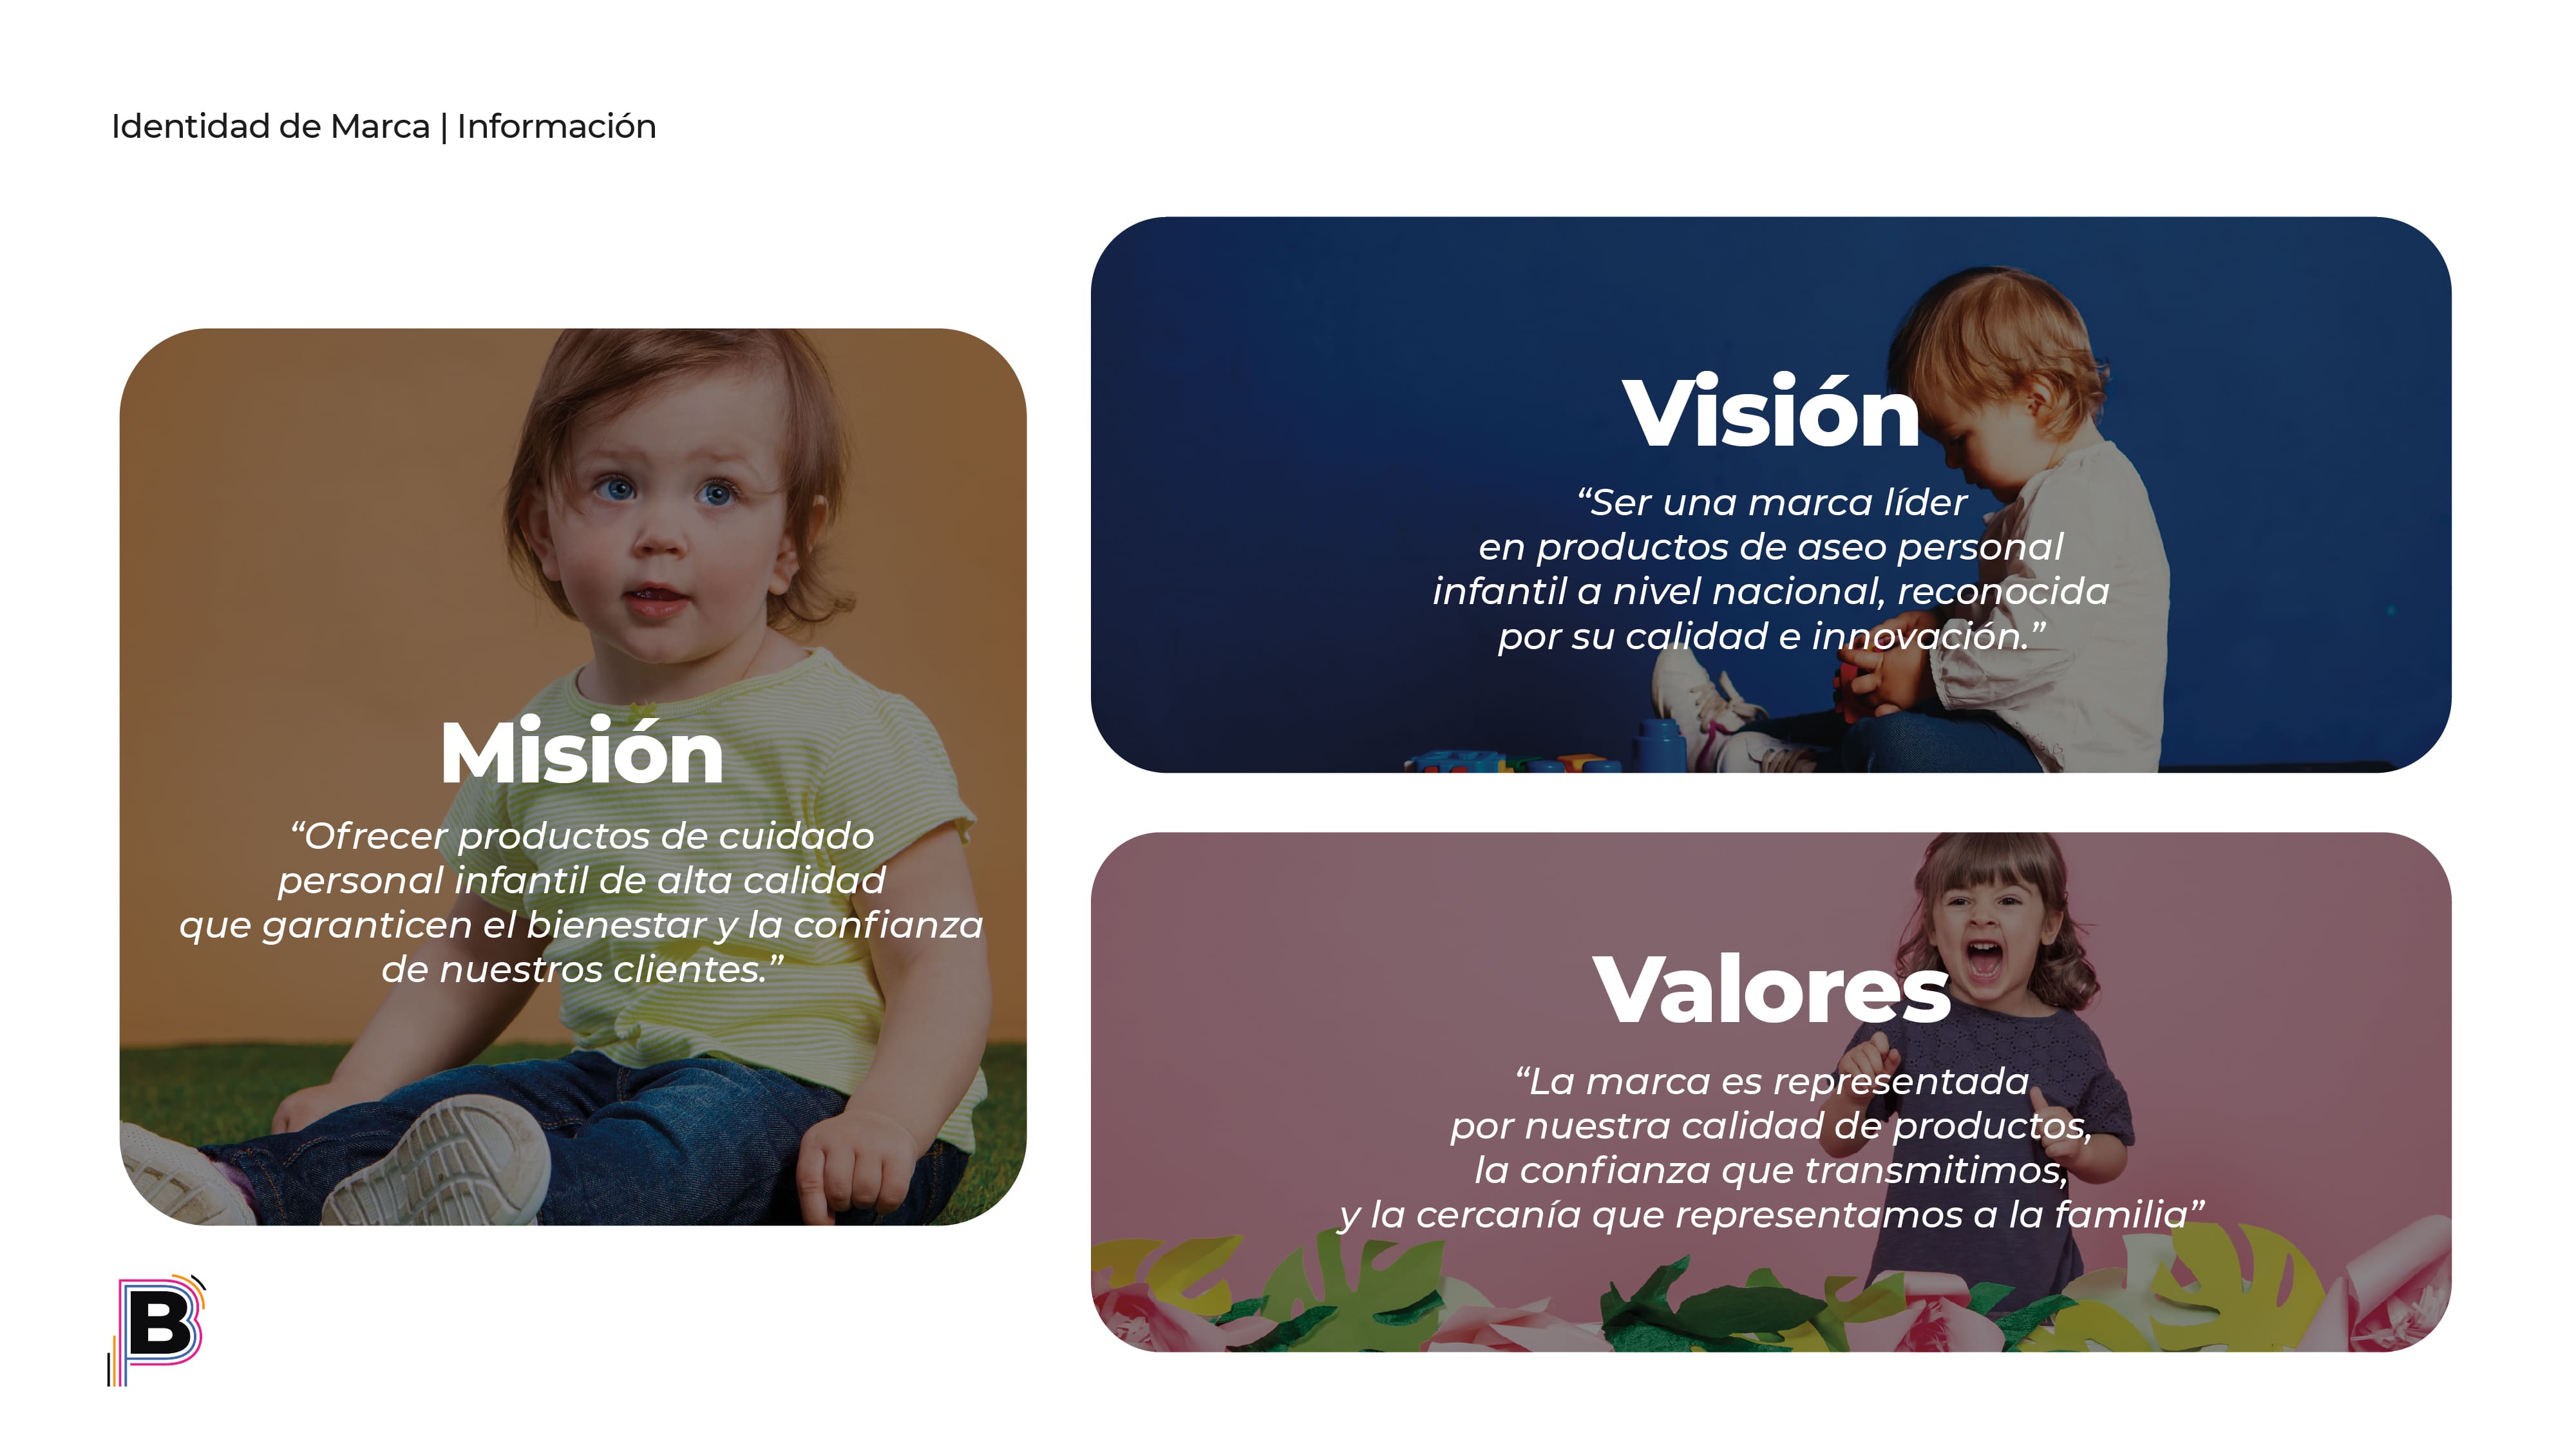 Identidad de Marca | Información
Misión
“Ofrecer productos de cuidado
personal infantil de alta calidad
que garanticen el bienestar y la confianza
de nuestros clientes.”
Visión
“Ser una marca líder
en productos de aseo personal
infantil a nivel nacional, reconocida
por su calidad e innovación.”
Valores
“La marca es representada
por nuestra calidad de productos,
la confianza que transmitimos,
y la cercanía que representamos a la familia”
B